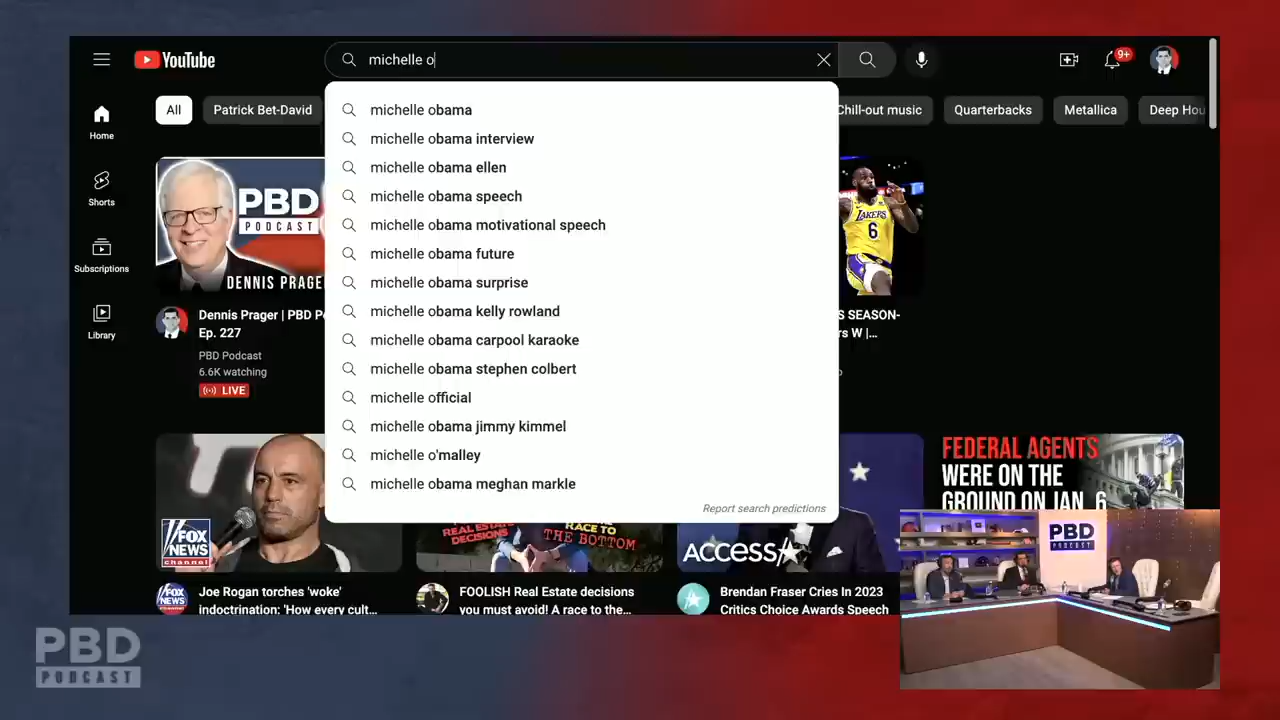 YouTube
michelle o
9+
Home
Shorts
Subscriptions
Library
All
Patrick Bet-David
Chill-out music
Quarterbacks
Metallica
Deep Hou
michelle obama
michelle obama interview
michelle obama ellen
michelle obama speech
michelle obama motivational speech
michelle obama future
michelle obama surprise
michelle obama kelly rowland
michelle obama carpool karaoke
michelle obama stephen colbert
michelle official
michelle obama jimmy kimmel
michelle o'malley
michelle obama meghan markle
Report search predictions
PBD
PODCAST
DENNIS PRAGER
Dennis Prager | PBD P
Ep. 227
PBD Podcast
6.6K watching
LIVE
LAKERS
6
S SEASON-
rs W |...
FOX
NEWS
channel
Joe Rogan torches 'woke'
indoctrination: 'How every cult...
FOX
NEWS
REAL ESTATE
DECISIONS
RACE TO
THE BOTTOM
FOOLISH Real Estate decisions
you must avoid! A race to the...
ACCESS
Brendan Fraser Cries In 2023
Critics Choice Awards Speech
FEDERAL AGENTS
WERE ON THE
GROUND ON JAN. 6
PBD
PODCAST
PBD
PODCAST